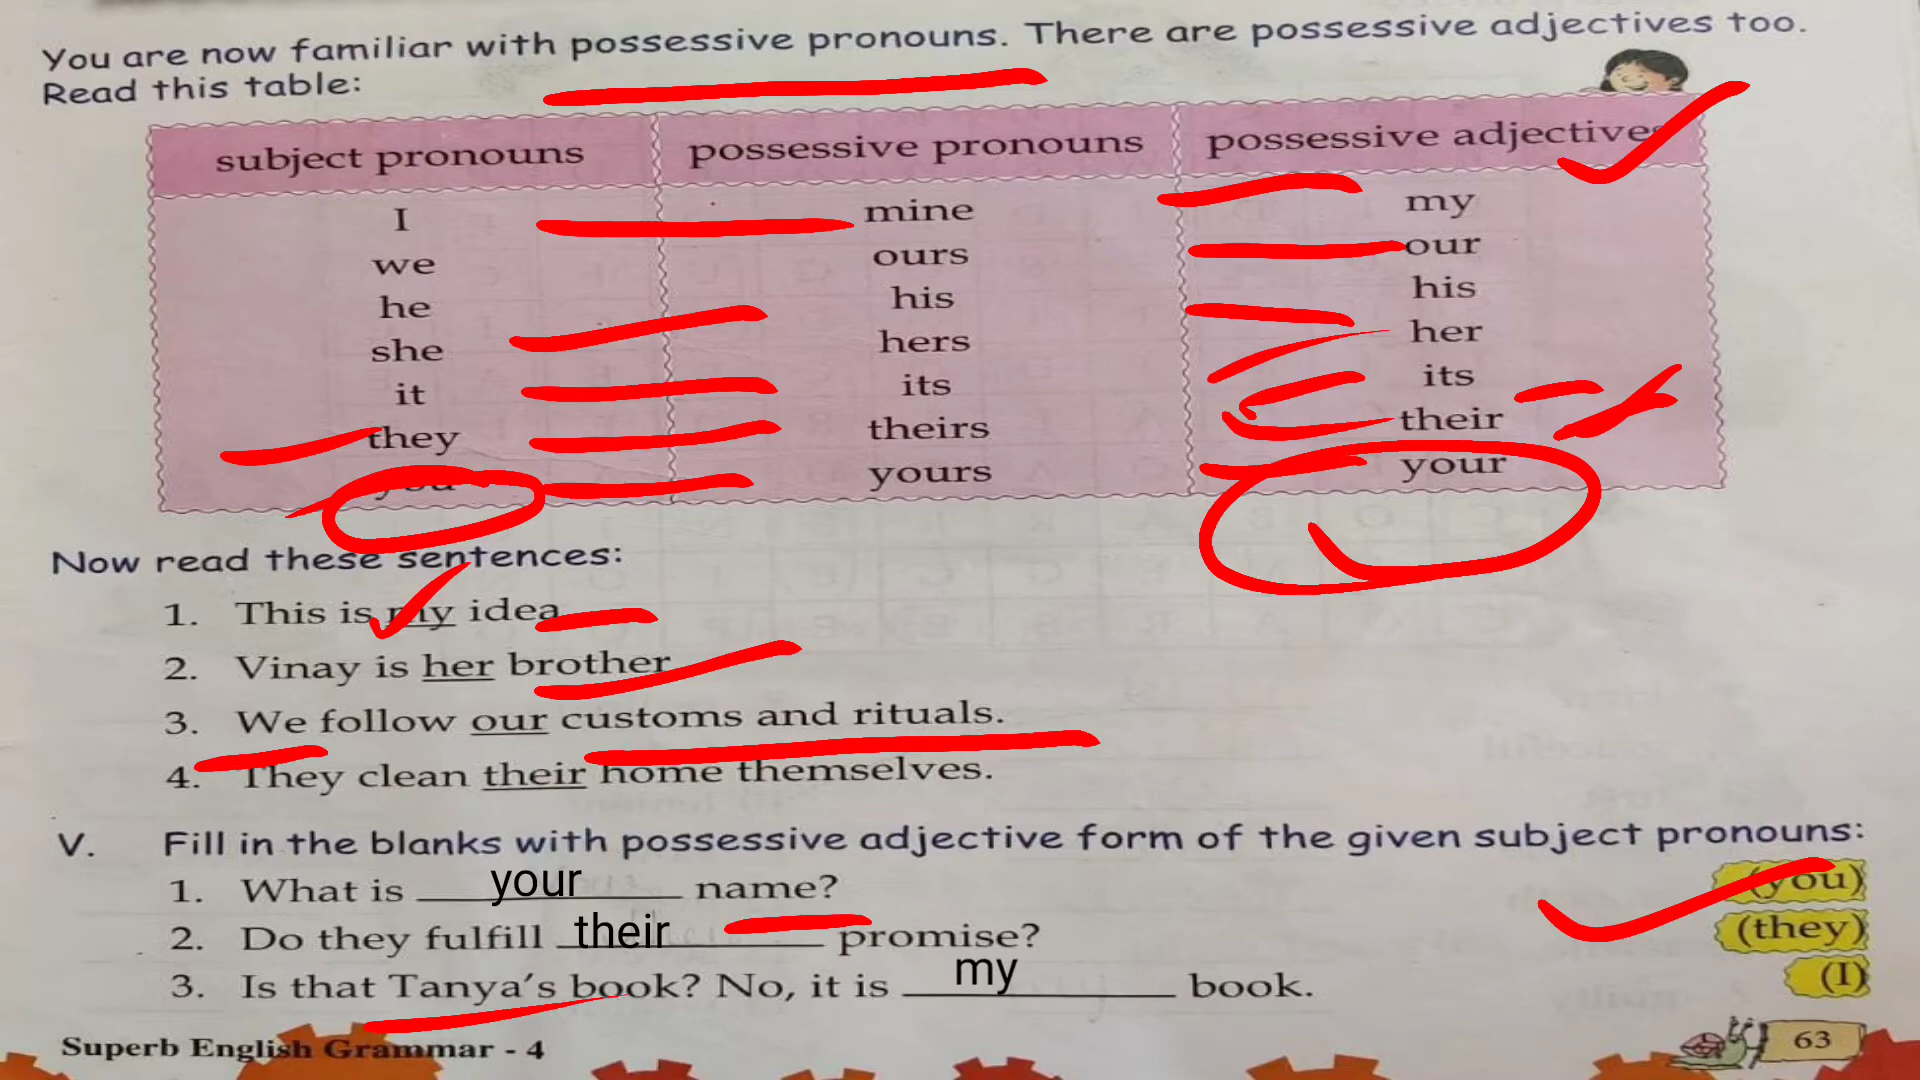 You are now familiar with possessive pronouns. There are possessive adjectives too.
Read this table:
subject pronouns possessive pronouns possessive adjectives
I mine my
we ours our
he his his
she hers her
it its its
they theirs their
you yours your
Now read these sentences:
1. This is my idea
2. Vinay is her brother
3. We follow our customs and rituals.
4. They clean their home themselves.
V. Fill in the blanks with possessive adjective form of the given subject pronouns:
1. What is your name? (you)
2. Do they fulfill their promise? (they)
3. Is that Tanya's book? No, it is my book. (I)
Superb English Grammar - 4 63